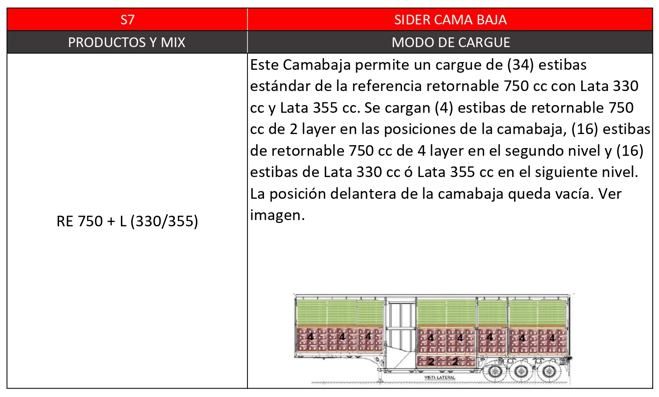 S7
SIDER CAMA BAJA
PRODUCTOS Y MIX
MODO DE CARGUE
Este Camabaja permite un cargue de (34) estibas
estándar de la referencia retornable 750 cc con Lata 330
cc y Lata 355 cc. Se cargan (4) estibas de retornable 750
cc de 2 layer en las posiciones de la camabaja, (16) estibas
de retornable 750 cc de 4 layer en el segundo nivel y (16)
estibas de Lata 330 cc ó Lata 355 cc en el siguiente nivel.
La posición delantera de la camabaja queda vacía. Ver
imagen.
RE 750 + L (330/355)
4 4 4 4 4 4 4 4
2 2
VISTA LATERAL